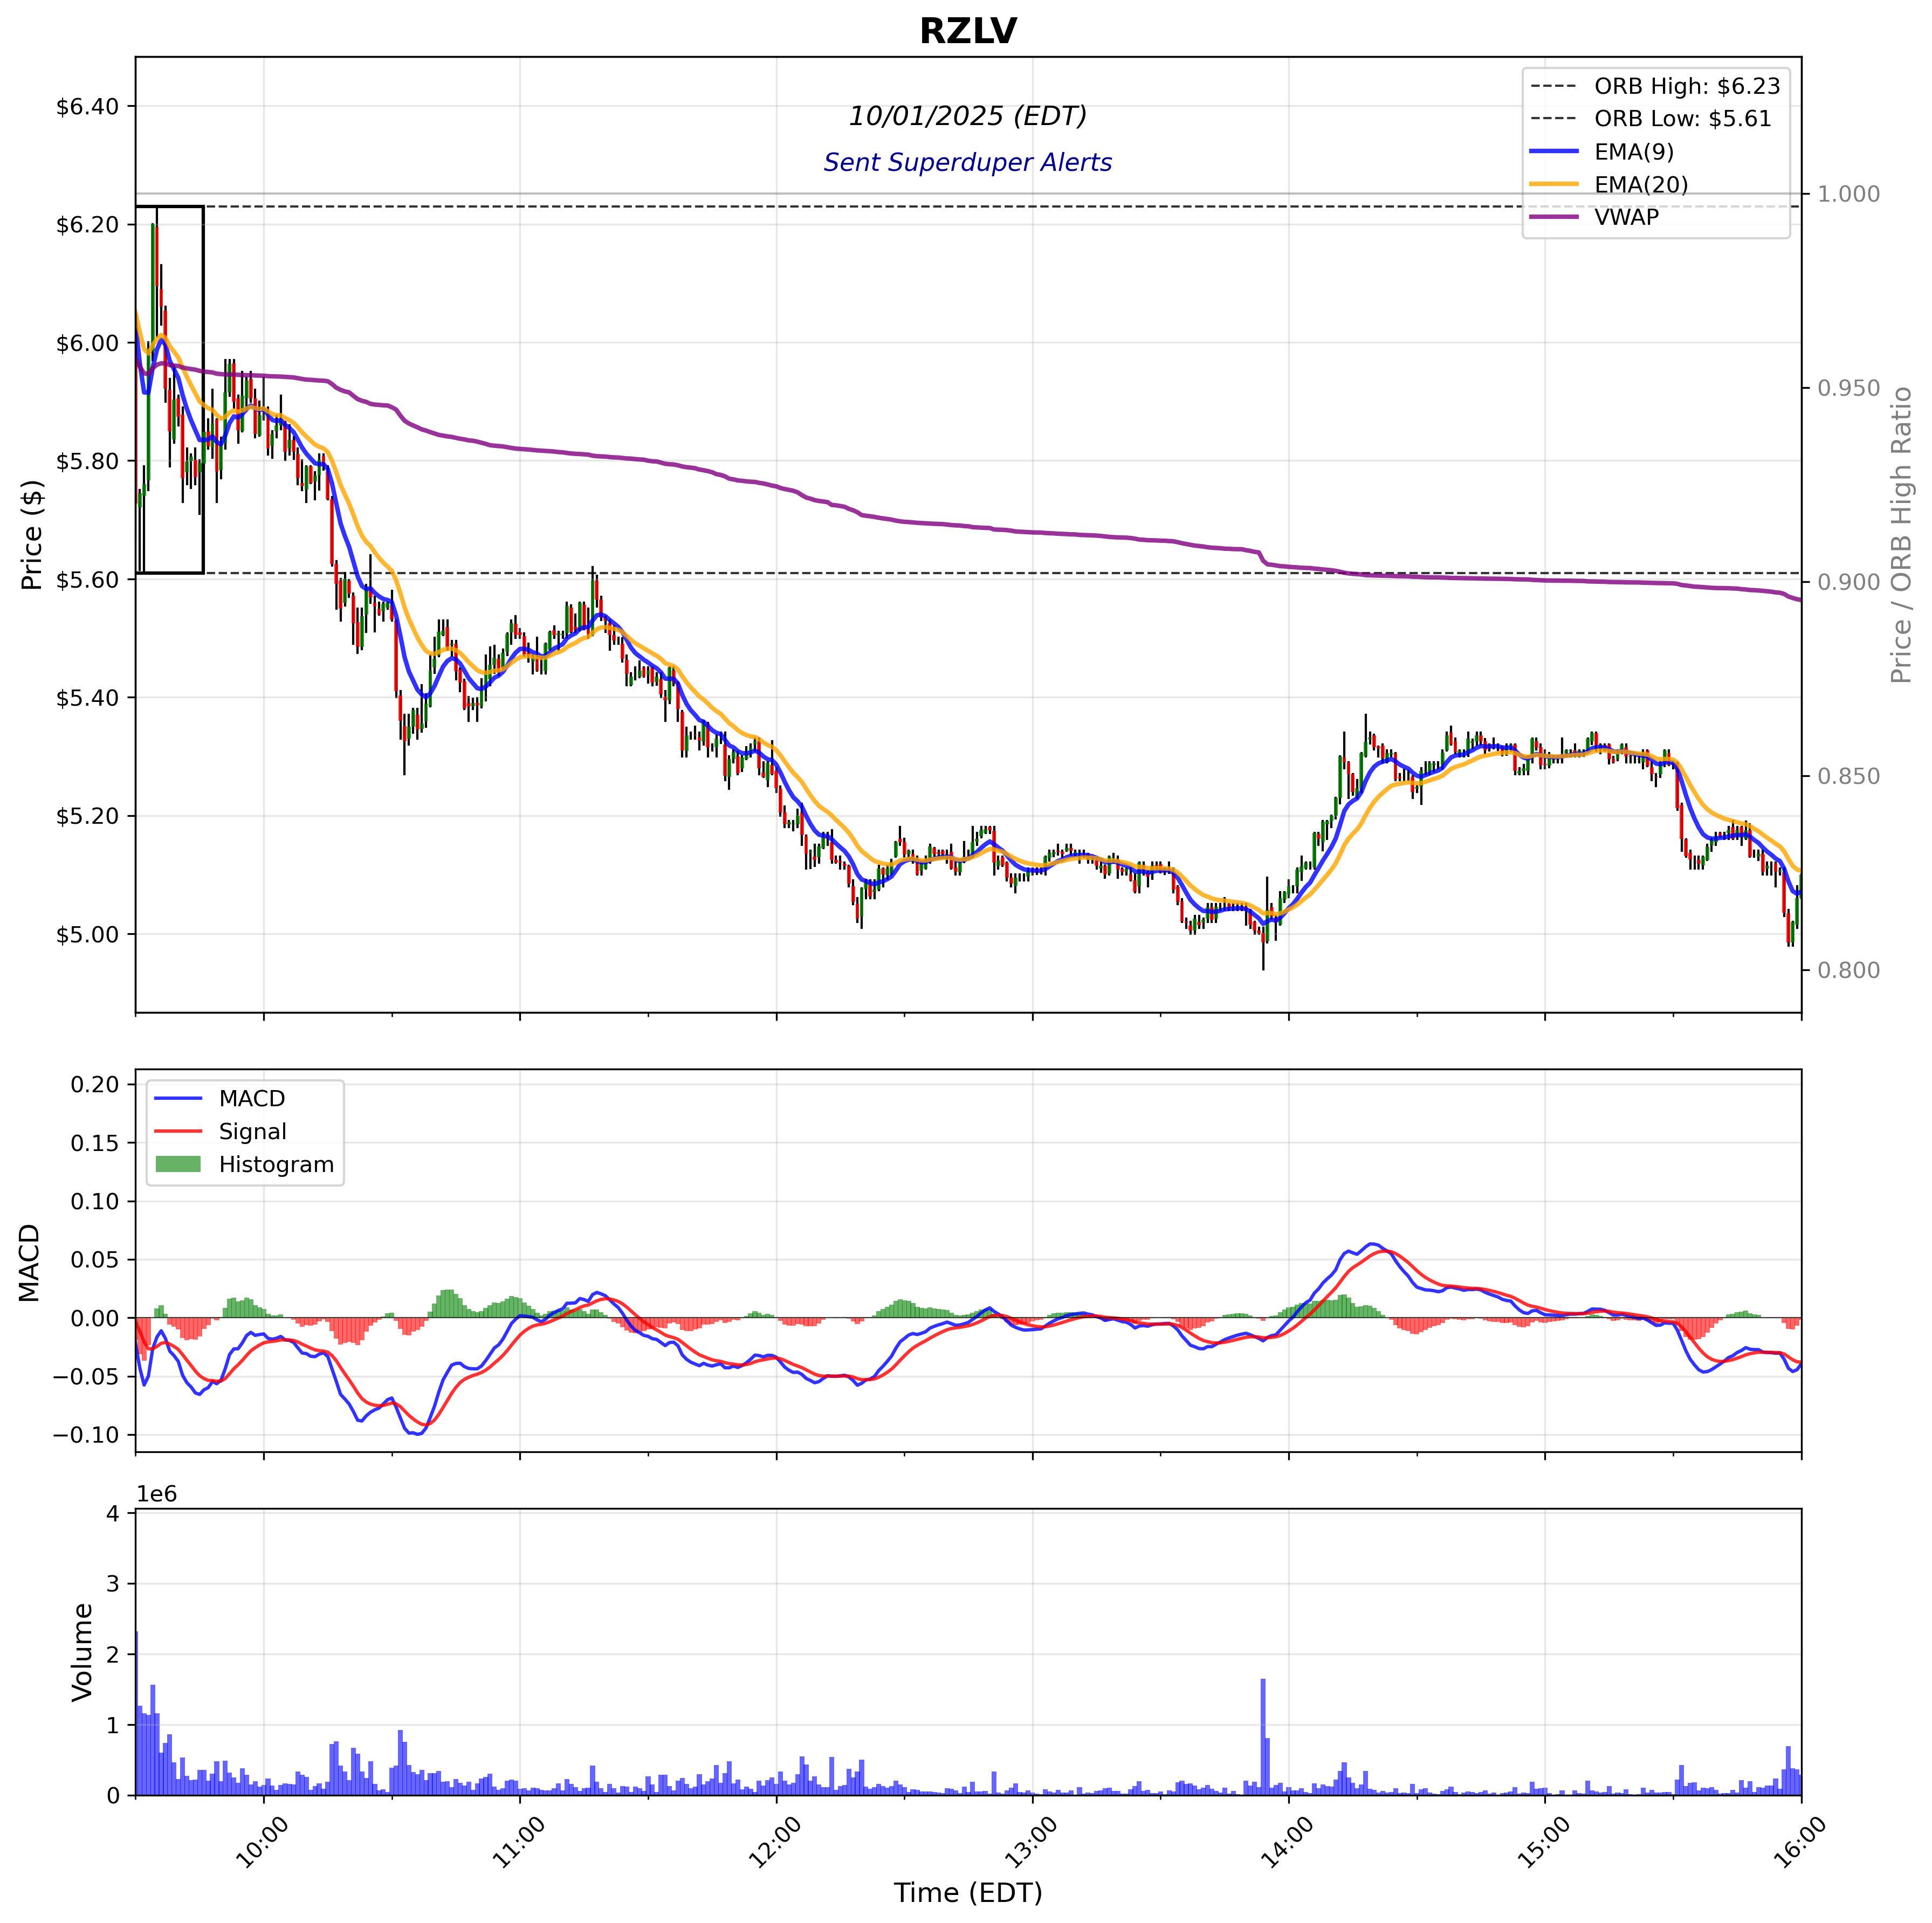 RZLV
10/01/2025 (EDT)
Sent Superduper Alerts
ORB High: $6.23
ORB Low: $5.61
EMA(9)
EMA(20)
VWAP
$6.40
$6.20
$6.00
$5.80
$5.60
$5.40
$5.20
$5.00
Price ($)
1.000
0.950
0.900
0.850
0.800
Price / ORB High Ratio
MACD
Signal
Histogram
0.20
0.15
0.10
0.05
0.00
−0.05
−0.10
MACD
1e6
4
3
2
1
0
Volume
10:00
11:00
12:00
13:00
14:00
15:00
16:00
Time (EDT)